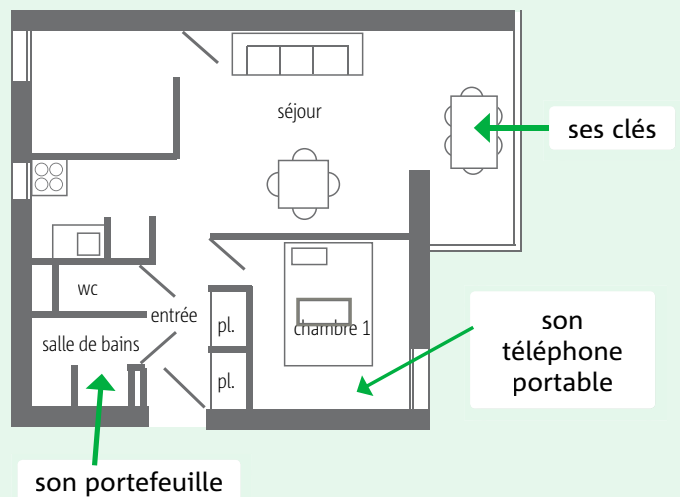 séjour
ses clés
wc
entrée
pl.
chambre 1
salle de bains
pl.
son
téléphone
portable
son portefeuille